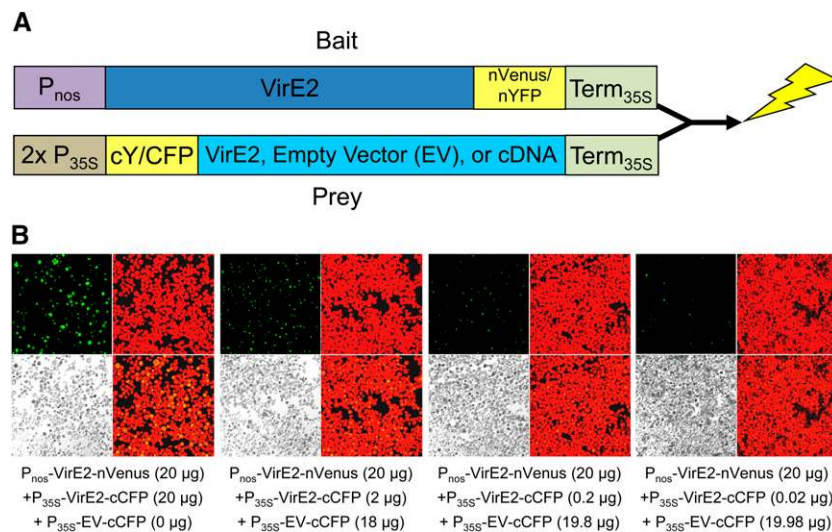 A
Bait
Pnos VirE2 nVenus/ nYFP Term35S
2x P35S cY/CFP VirE2, Empty Vector (EV), or cDNA Term35S
Prey
B
Pnos-VirE2-nVenus (20 µg) Pnos-VirE2-nVenus (20 µg) Pnos-VirE2-nVenus (20 µg) Pnos-VirE2-nVenus (20 µg)
+P35S-VirE2-cCFP (20 µg) +P35S-VirE2-cCFP (2 µg) +P35S-VirE2-cCFP (0.2 µg) +P35S-VirE2-cCFP (0.02 µg)
+ P35S-EV-cCFP (0 µg) + P35S-EV-cCFP (18 µg) + P35S-EV-cCFP (19.8 µg) + P35S-EV-cCFP (19.98 µg)